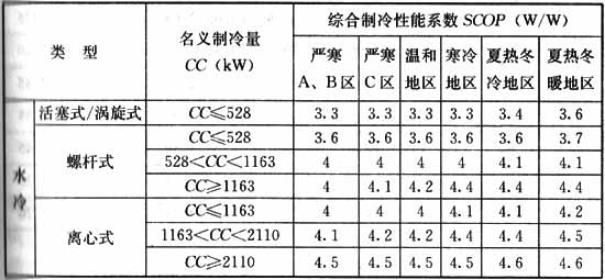 类 型 名义制冷量 CC（kW） 综合制冷性能系数 SCOP（W/W）
严寒 A、B区 严寒 C区 温和地区 寒冷地区 夏热冬冷地区 夏热冬暖地区
水冷
活塞式/涡旋式 CC≤528 3.3 3.3 3.3 3.3 3.4 3.6
螺杆式
CC≤528 3.6 3.6 3.6 3.6 3.6 3.7
528<CC<1163 4 4 4 4 4.1 4.1
CC≥1163 4 4.1 4.2 4.4 4.4 4.4
离心式
CC≤1163 4 4 4 4.1 4.1 4.2
1163<CC<2110 4.1 4.2 4.2 4.4 4.4 4.5
CC≥2110 4.5 4.5 4.5 4.5 4.6 4.6